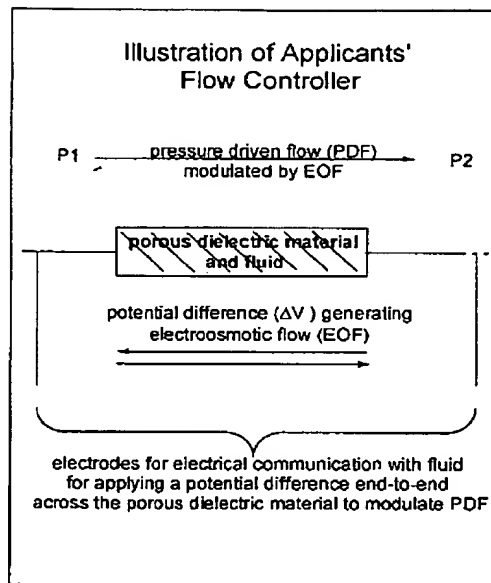 Illustration of Applicants'
Flow Controller
P1 pressure driven flow (PDF) P2
modulated by EOF
porous dielectric material
and fluid
potential difference (ΔV) generating
electroosmotic flow (EOF)
electrodes for electrical communication with fluid
for applying a potential difference end-to-end
across the porous dielectric material to modulate PDF